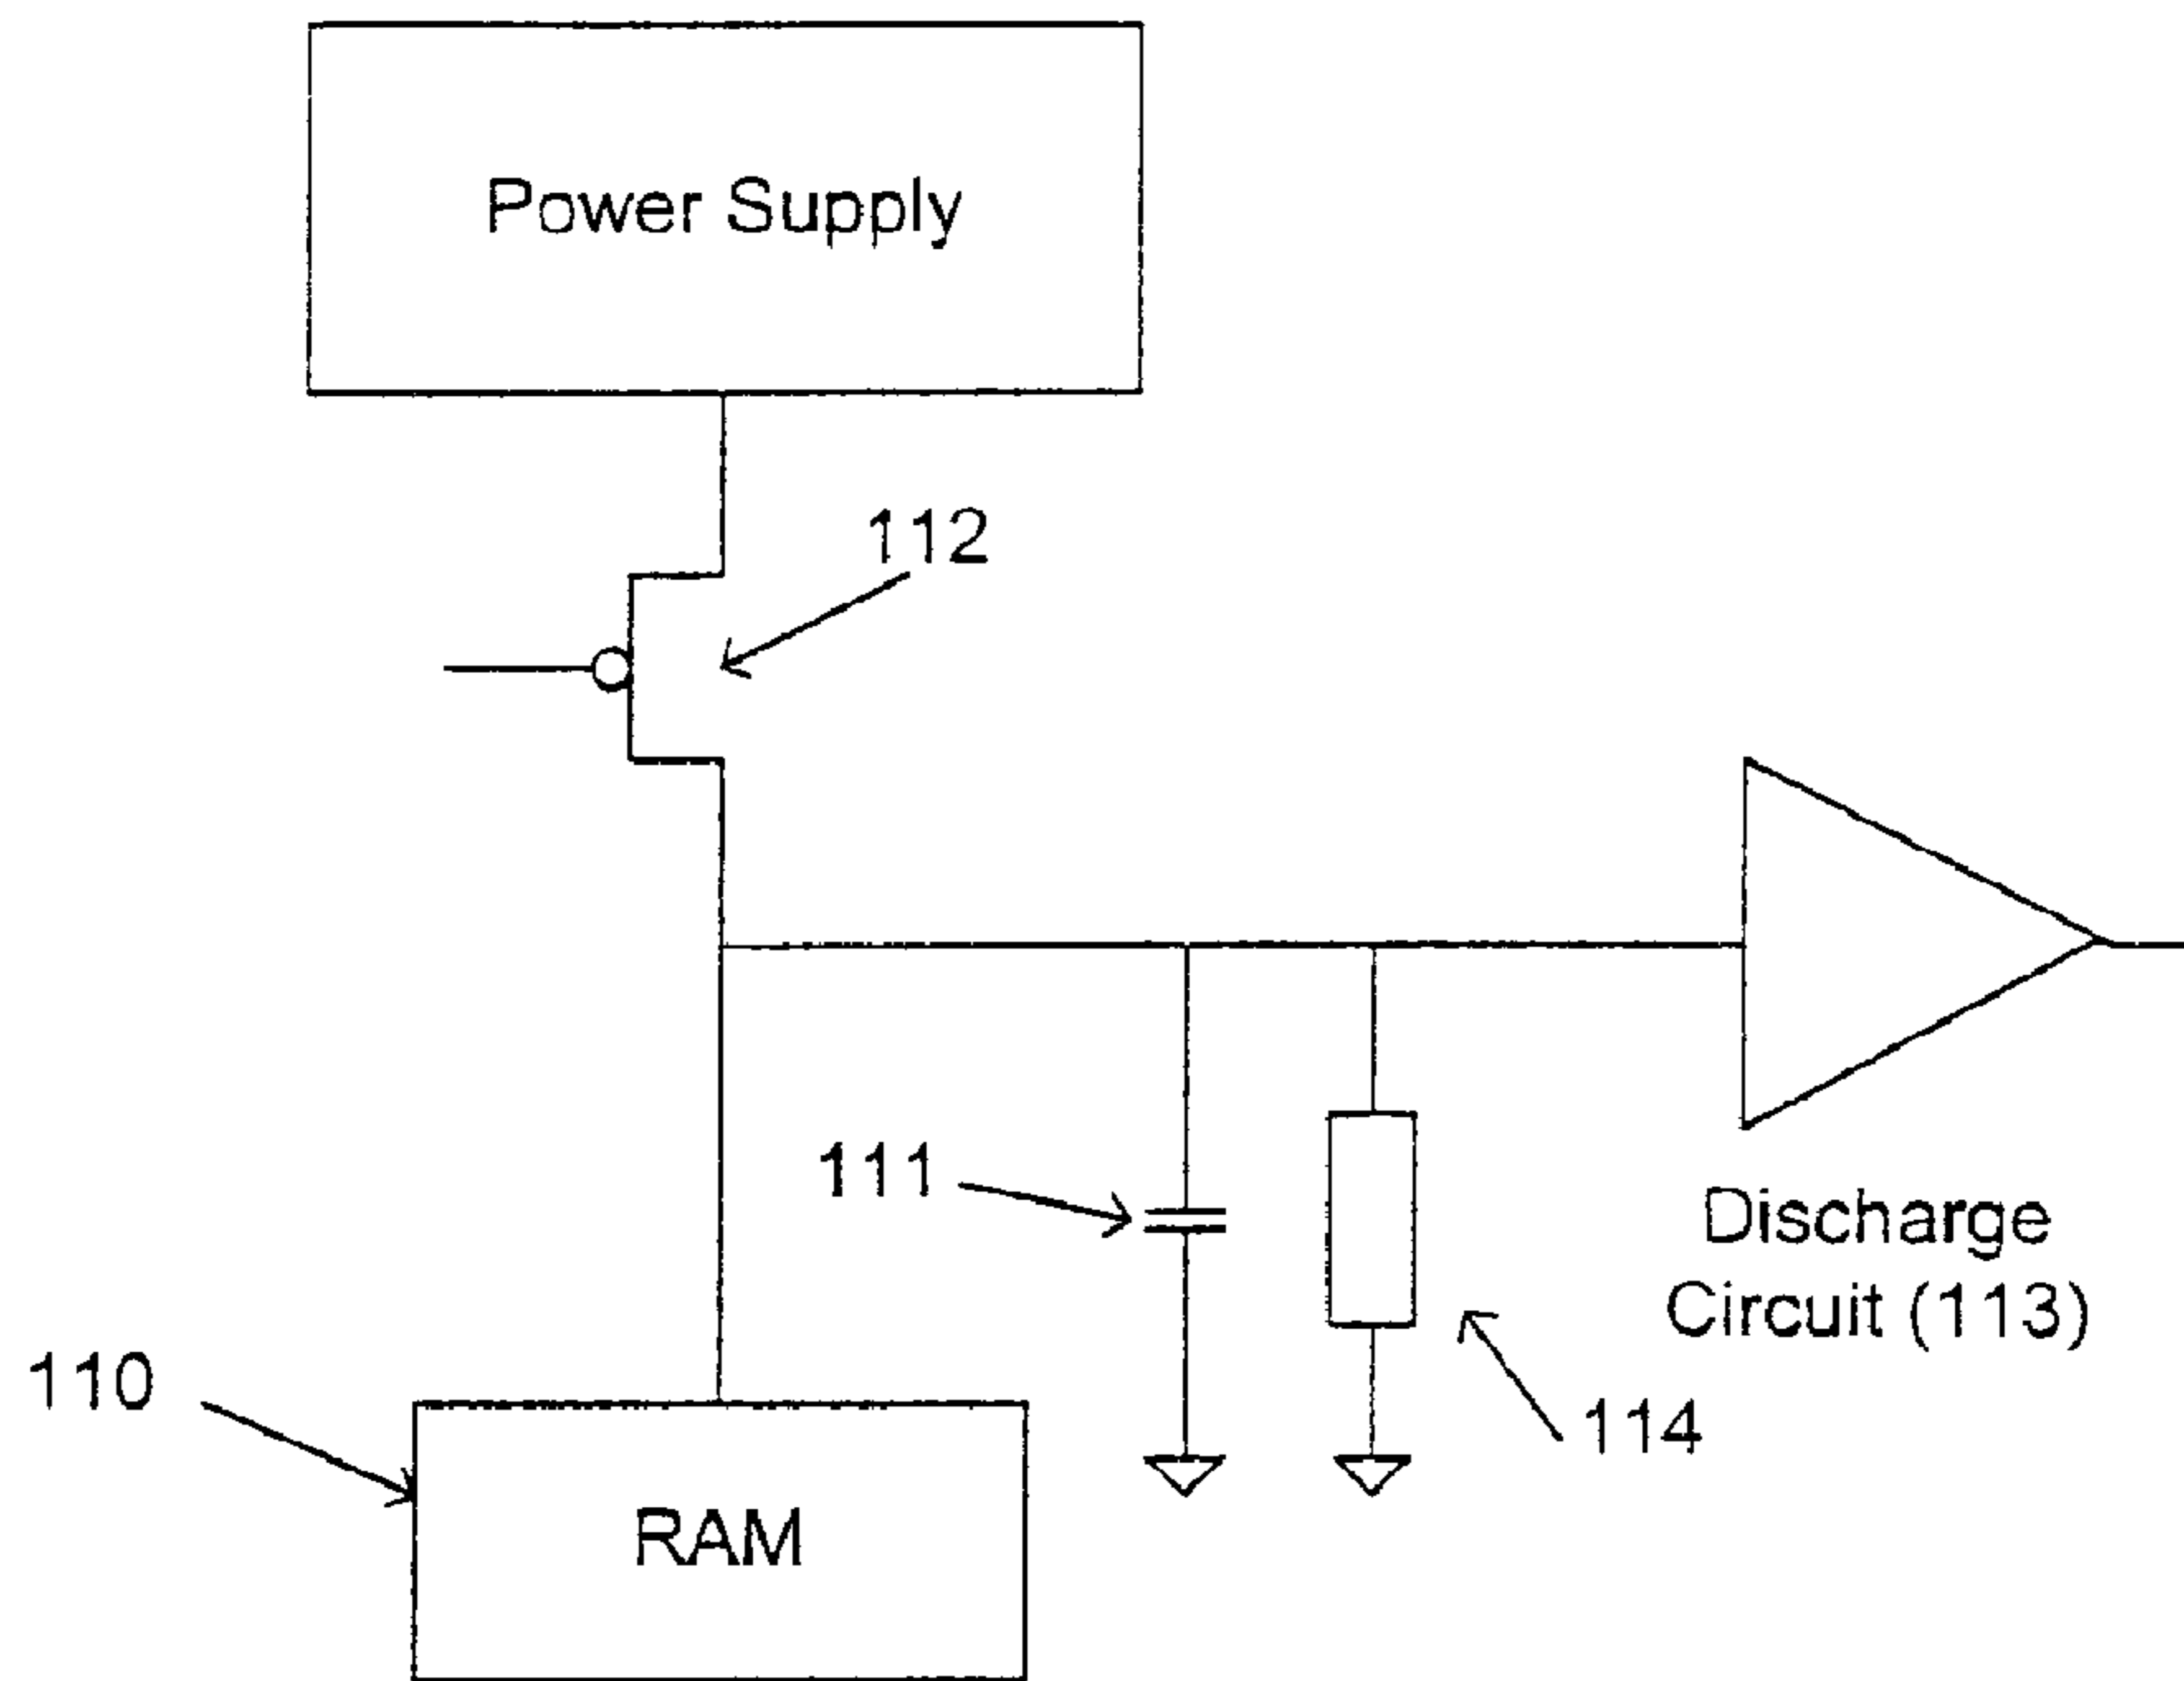 Power Supply
112
111
Discharge
Circuit (113)
110
114
RAM